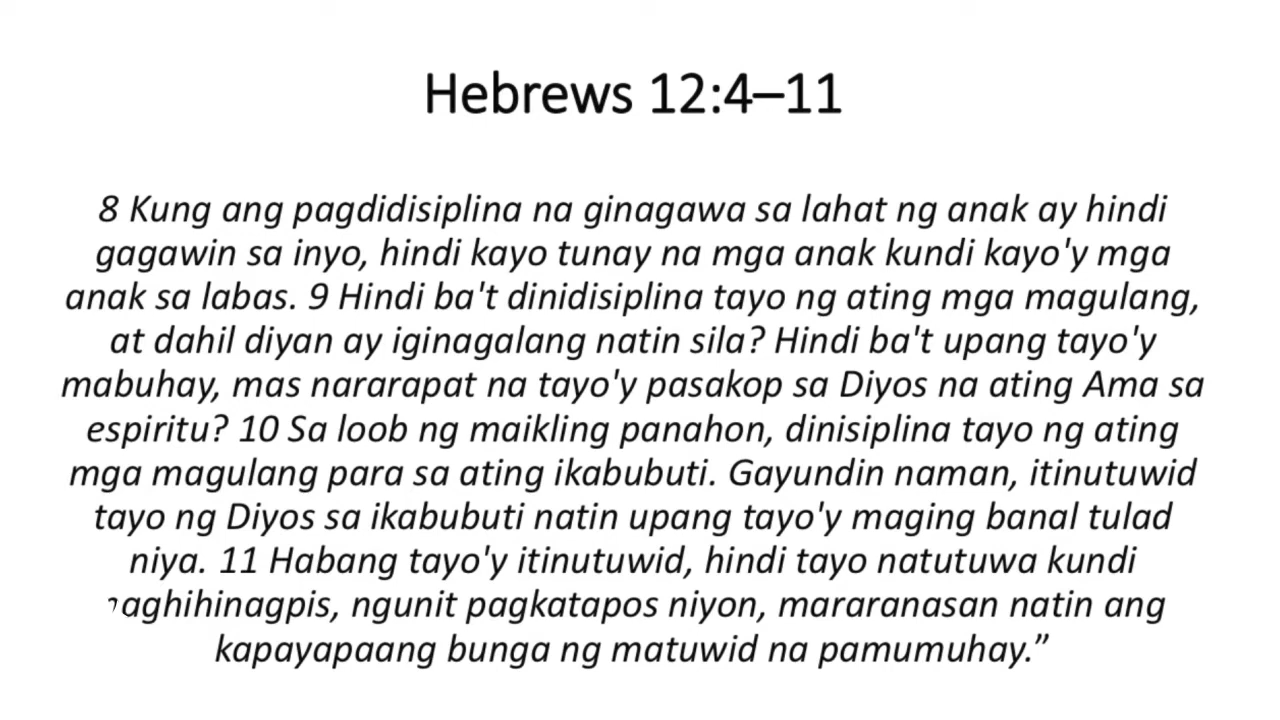 Hebrews 12:4–11
8 Kung ang pagdidisiplina na ginagawa sa lahat ng anak ay hindi
gagawin sa inyo, hindi kayo tunay na mga anak kundi kayo'y mga
anak sa labas. 9 Hindi ba't dinidisiplina tayo ng ating mga magulang,
at dahil diyan ay iginagalang natin sila? Hindi ba't upang tayo'y
mabuhay, mas nararapat na tayo'y pasakop sa Diyos na ating Ama sa
espiritu? 10 Sa loob ng maikling panahon, dinisiplina tayo ng ating
mga magulang para sa ating ikabubuti. Gayundin naman, itinutuwid
tayo ng Diyos sa ikabubuti natin upang tayo'y maging banal tulad
niya. 11 Habang tayo'y itinutuwid, hindi tayo natutuwa kundi
naghihinagpis, ngunit pagkatapos niyon, mararanasan natin ang
kapayapaang bunga ng matuwid na pamumuhay.”